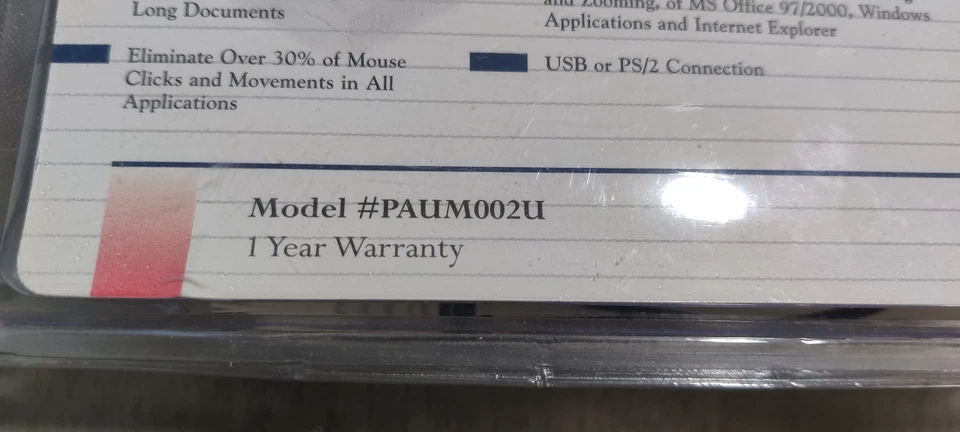 Long Documents
Eliminate Over 30% of Mouse
Clicks and Movements in All
Applications
and Zooming, of MS Office 97/2000, Windows
Applications and Internet Explorer
USB or PS/2 Connection
Model #PAUM002U
1 Year Warranty